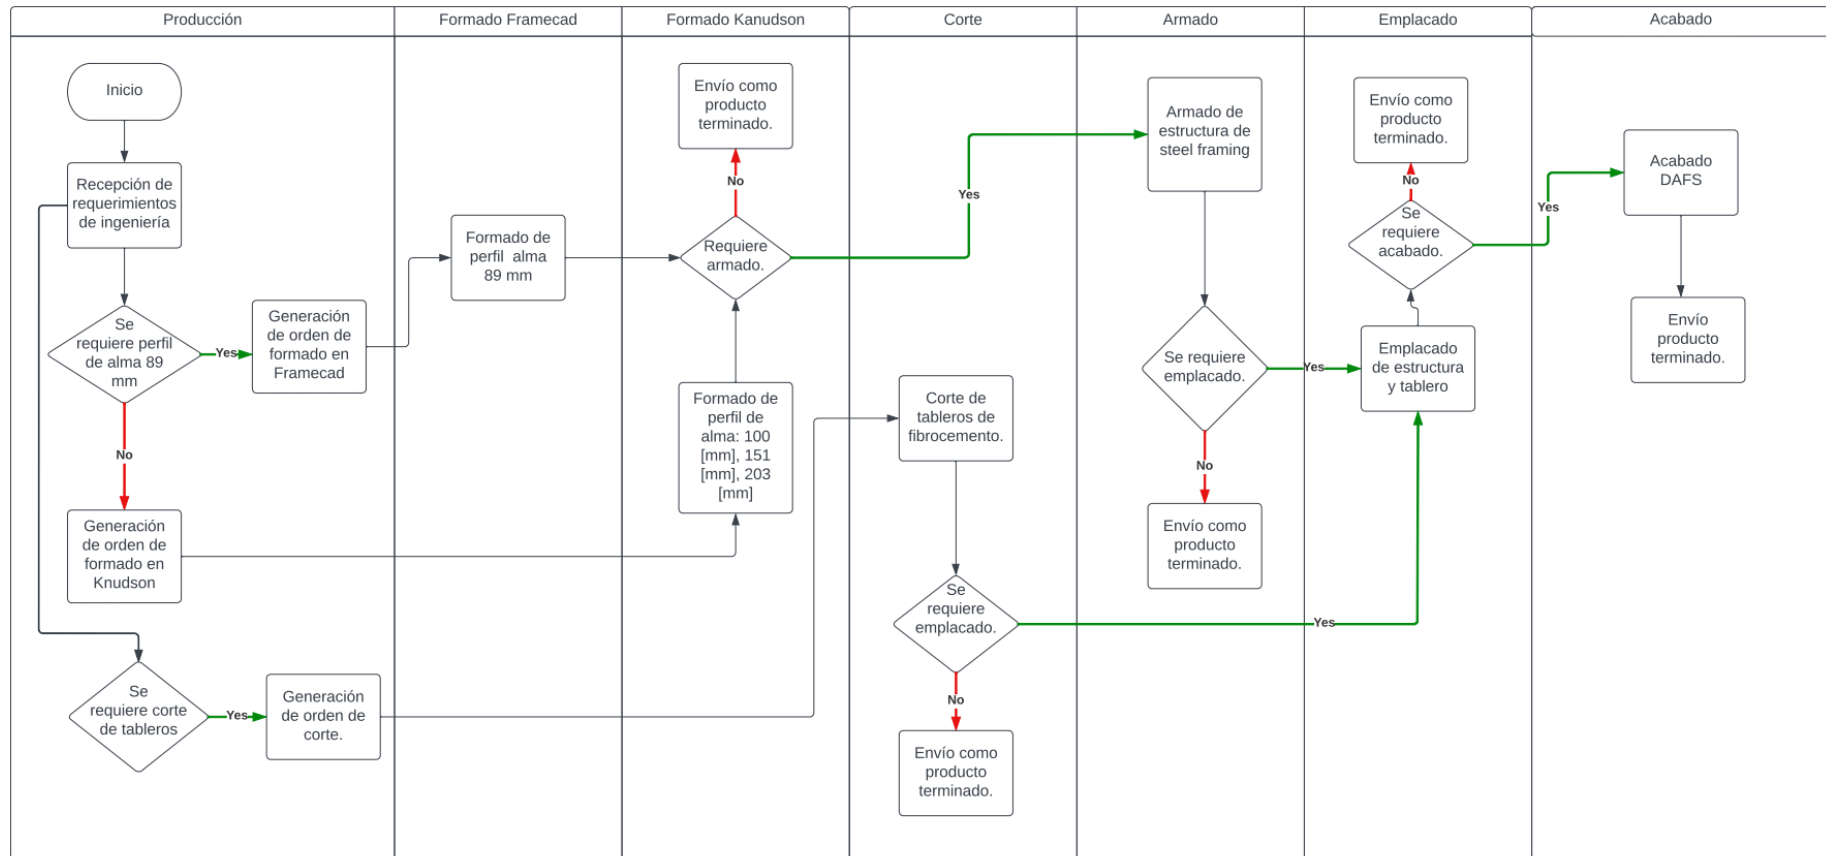 Producción
Formado Framecad
Formado Kanudson
Corte
Armado
Emplacado
Acabado
Inicio
Recepción de
requerimientos
de ingeniería
Se
requiere perfil
de alma 89
mm
Yes
Generación
de orden de
formado en
Framecad
No
Generación
de orden de
formado en
Knudson
Se
requiere corte
de tableros
Yes
Generación
de orden de
corte.
Formado de
perfil alma
89 mm
Envío como
producto
terminado.
No
Requiere
armado.
Yes
Formado de
perfil de
alma: 100
[mm], 151
[mm], 203
[mm]
Corte de
tableros de
fibrocemento.
Se
requiere
emplacado.
Yes
No
Envío como
producto
terminado.
Armado de
estructura de
steel framing
Se requiere
emplacado.
Yes
No
Envío como
producto
terminado.
Envío como
producto
terminado.
No
Se
requiere
acabado.
Yes
Emplacado
de estructura
y tablero
Acabado
DAFS
Envío
producto
terminado.